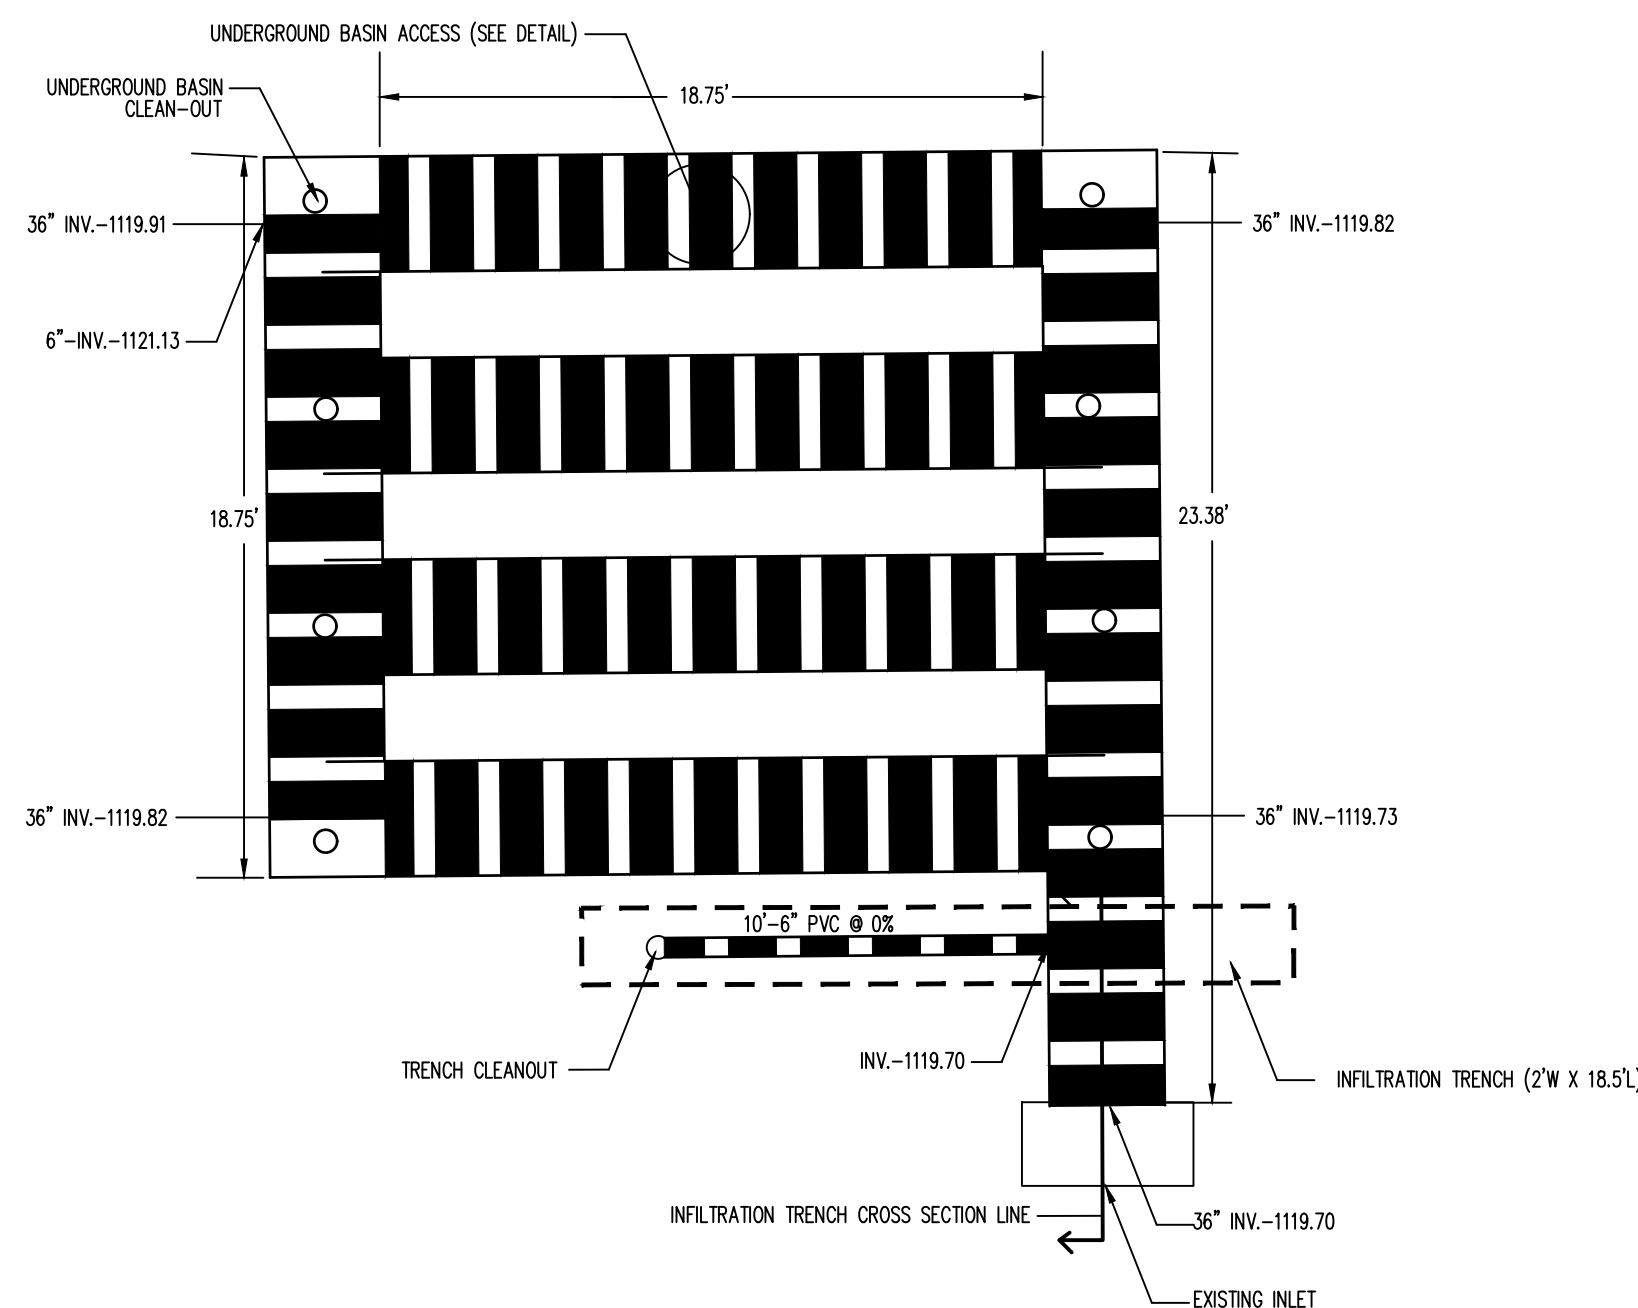 UNDERGROUND BASIN ACCESS (SEE DETAIL)
UNDERGROUND BASIN
CLEAN-OUT
18.75'
36" INV.-1119.91
36" INV.-1119.82
6"-INV.-1121.13
18.75'
23.38'
36" INV.-1119.82
36" INV.-1119.73
10'-6" PVC @ 0%
TRENCH CLEANOUT
INV.-1119.70
INFILTRATION TRENCH (2'W X 18.5'L)
INFILTRATION TRENCH CROSS SECTION LINE
36" INV.-1119.70
EXISTING INLET